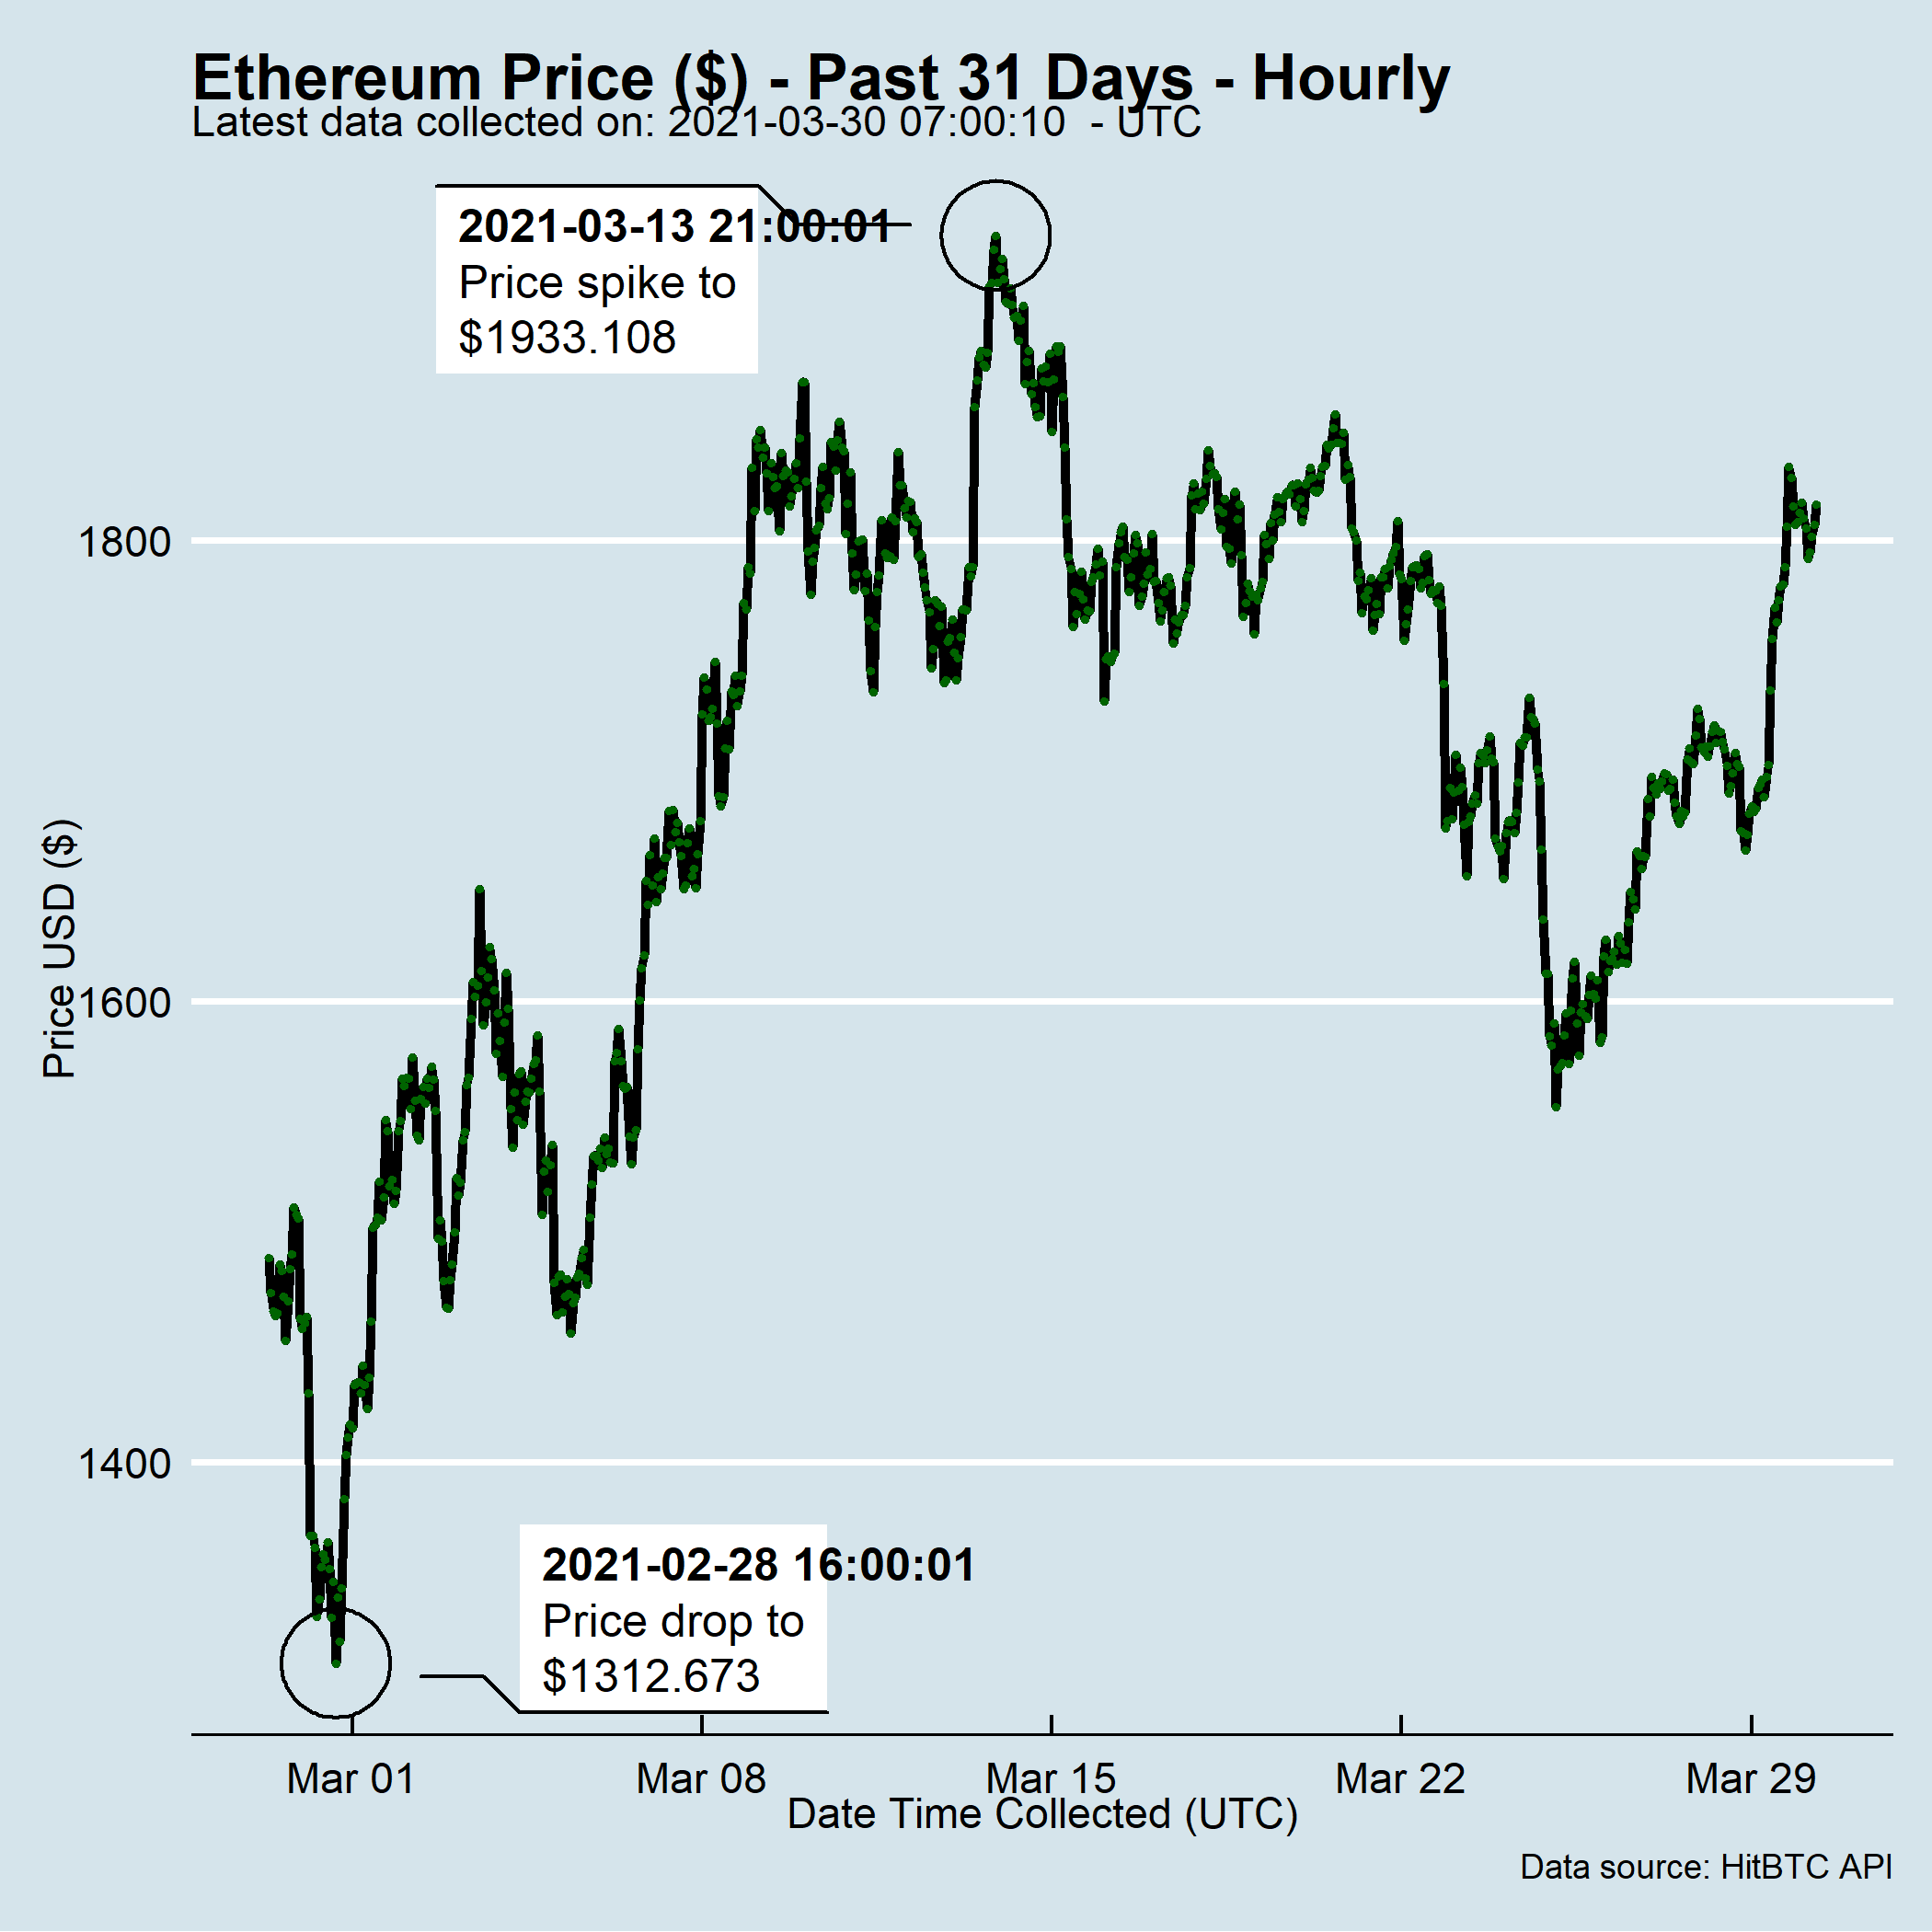 Ethereum Price ($) - Past 31 Days - Hourly
Latest data collected on: 2021-03-30 07:00:10  - UTC
2021-03-13 21:00:01
Price spike to
$1933.108
1800
1600
1400
Price USD ($)
2021-02-28 16:00:01
Price drop to
$1312.673
Mar 01
Mar 08
Mar 15
Mar 22
Mar 29
Date Time Collected (UTC)
Data source: HitBTC API